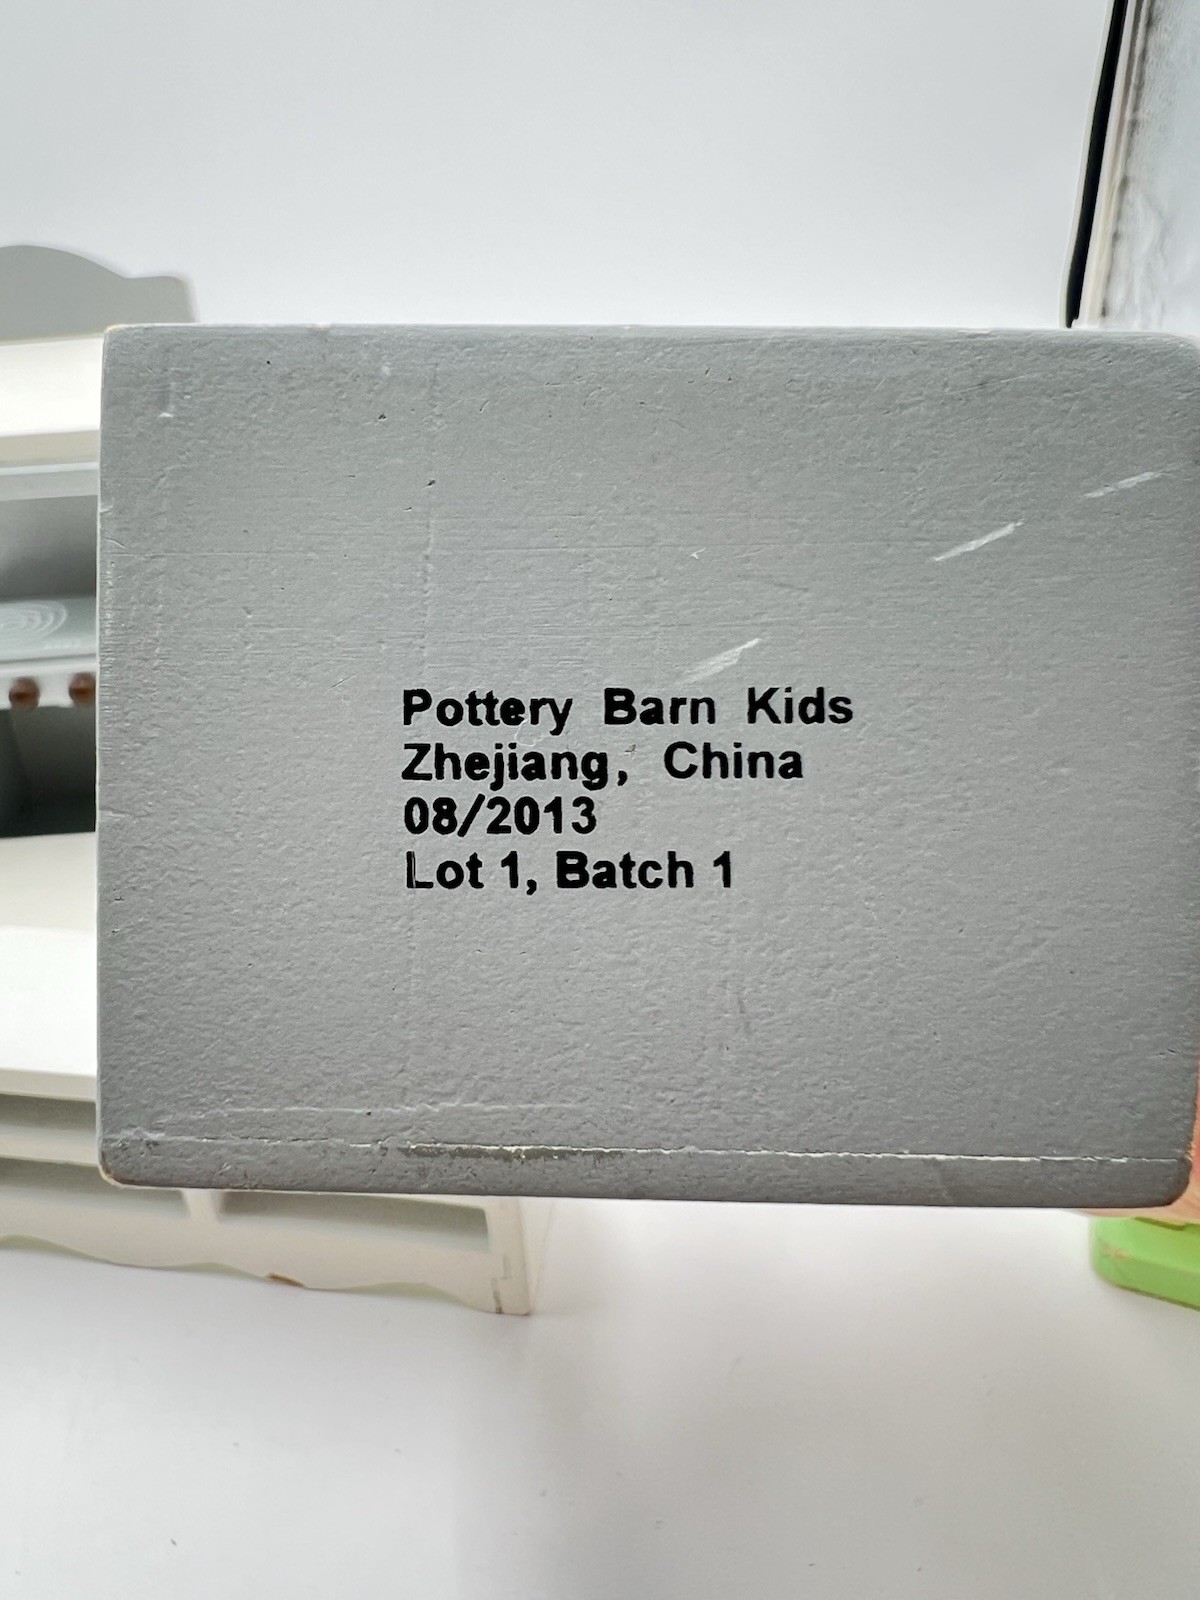 Pottery Barn Kids
Zhejiang, China
08/2013
Lot 1, Batch 1